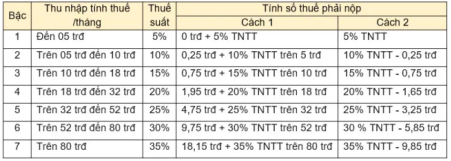 Bậc Thu nhập tính thuế /tháng Thuế suất Tính số thuế phải nộp
Cách 1 Cách 2
1 Đến 05 trđ 5% 0 trđ + 5% TNTT 5% TNTT
2 Trên 05 trđ đến 10 trđ 10% 0,25 trđ + 10% TNTT trên 5 trđ 10% TNTT - 0,25 trđ
3 Trên 10 trđ đến 18 trđ 15% 0,75 trđ + 15% TNTT trên 10 trđ 15% TNTT - 0,75 trđ
4 Trên 18 trđ đến 32 trđ 20% 1,95 trđ + 20% TNTT trên 18 trđ 20% TNTT - 1,65 trđ
5 Trên 32 trđ đến 52 trđ 25% 4,75 trđ + 25% TNTT trên 32 trđ 25% TNTT - 3,25 trđ
6 Trên 52 trđ đến 80 trđ 30% 9,75 trđ + 30% TNTT trên 52 trđ 30 % TNTT - 5,85 trđ
7 Trên 80 trđ 35% 18,15 trđ + 35% TNTT trên 80 trđ 35% TNTT - 9,85 trđ